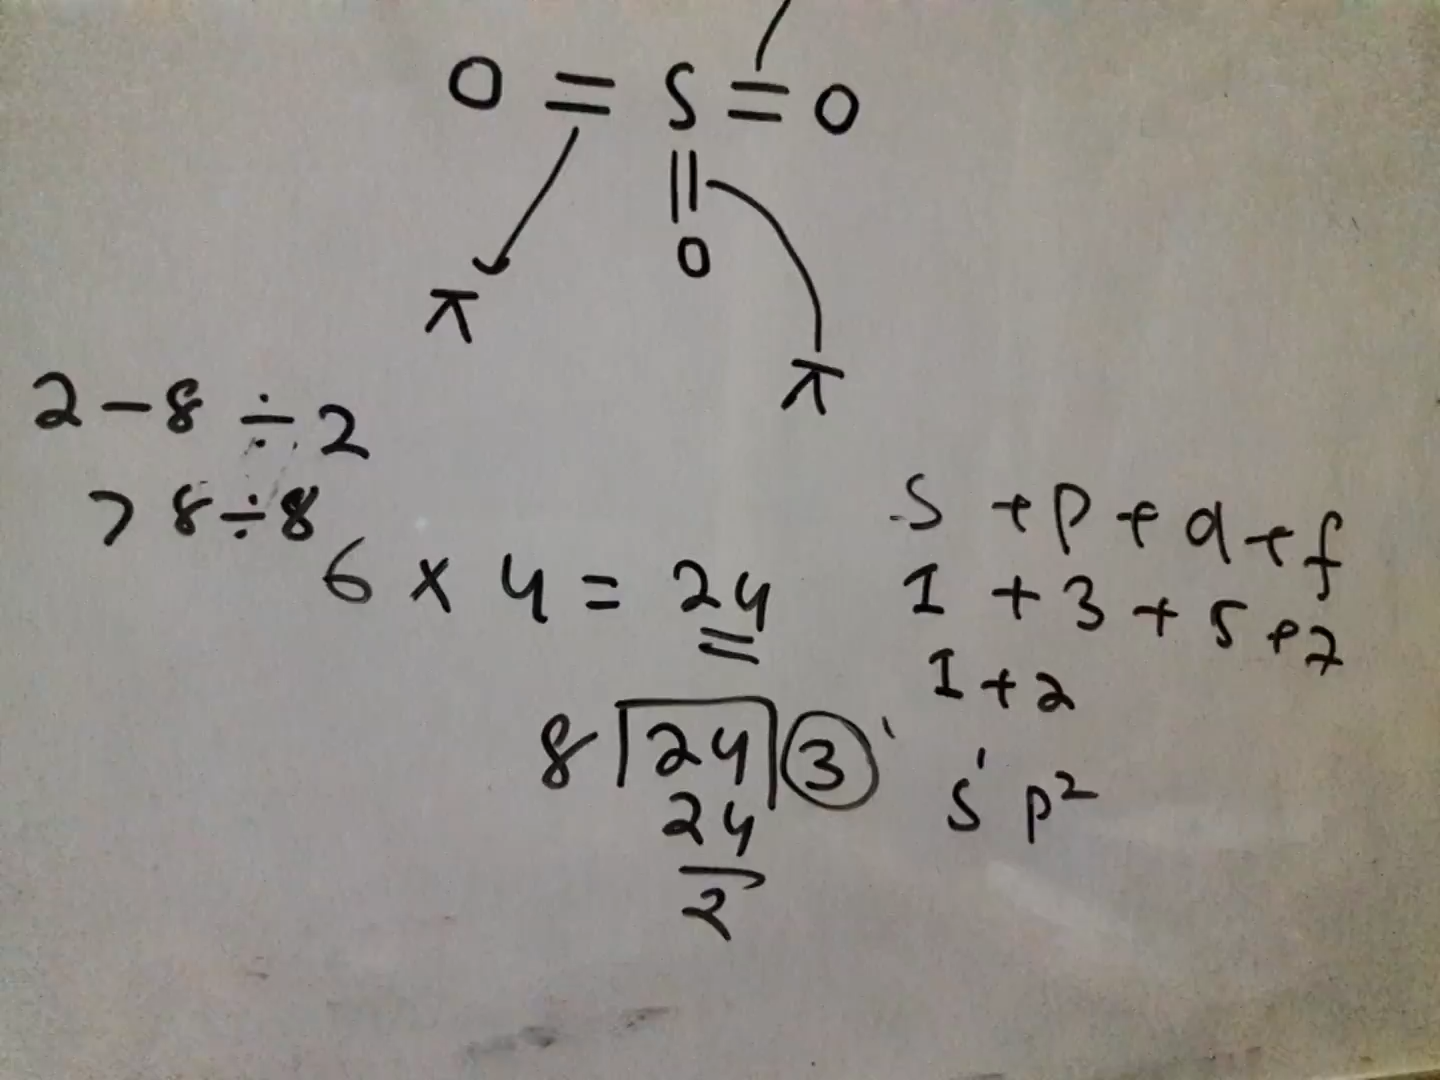 O = S = O
||
O
π
π
2 - 8 ÷ 2
> 8 ÷ 8
6 x 4 = 24
S + P + d + f
1 + 3 + 5 + 7
1 + 2
8 24 3
S¹ P²
24
2